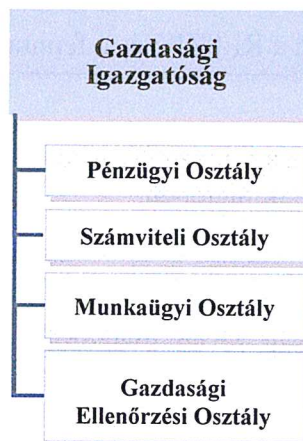 Gazdasági
Igazgatóság
Pénzügyi Osztály
Számviteli Osztály
Munkaügyi Osztály
Gazdasági
Ellenőrzési Osztály